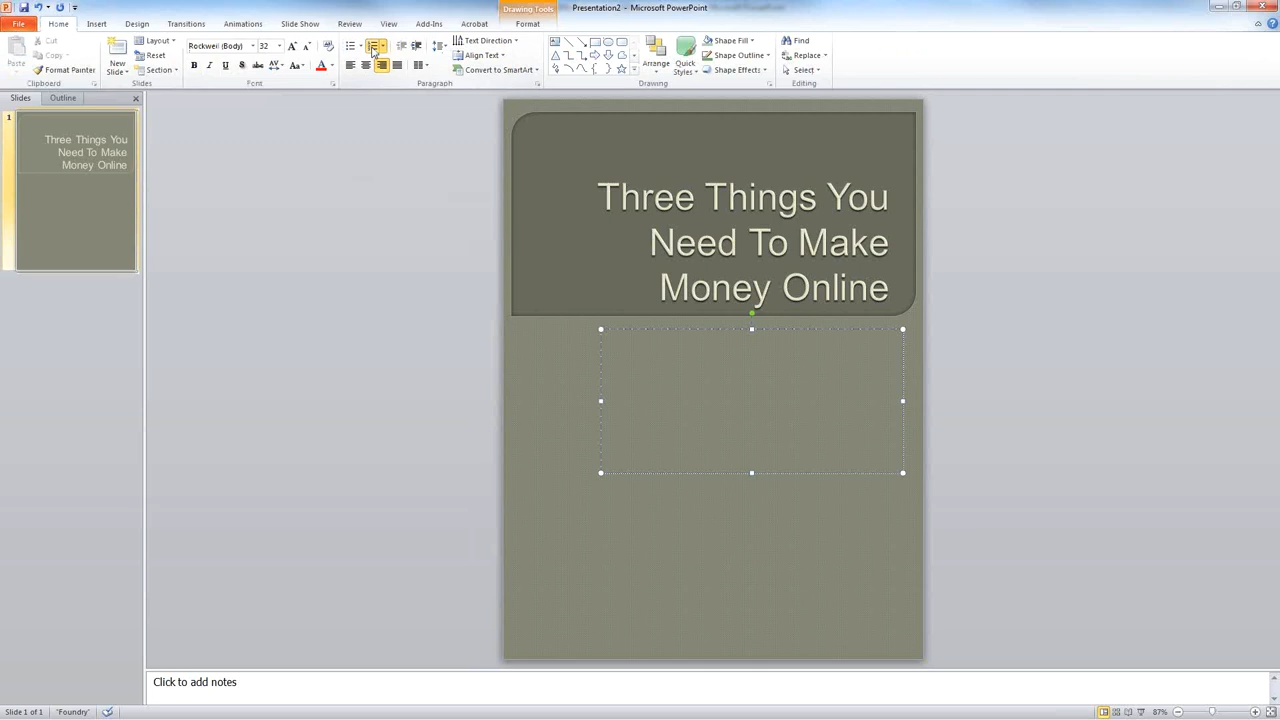 Drawing Tools
Presentation2 - Microsoft PowerPoint
File
Home
Insert
Design
Transitions
Animations
Slide Show
Review
View
Add-Ins
Acrobat
Format
Cut
Copy
Format Painter
Paste
Clipboard
New
Slide
Layout
Reset
Section
Slides
Rockwell (Body)
32
B I U S abc AV Aa A
Font
Text Direction
Align Text
Convert to SmartArt
Paragraph
Arrange
Quick
Styles
Shape Fill
Shape Outline
Shape Effects
Drawing
Find
Replace
Select
Editing
Slides
Outline
1
Three Things You
Need To Make
Money Online
Three Things You
Need To Make
Money Online
Click to add notes
Slide 1 of 1
"Foundry"
87%